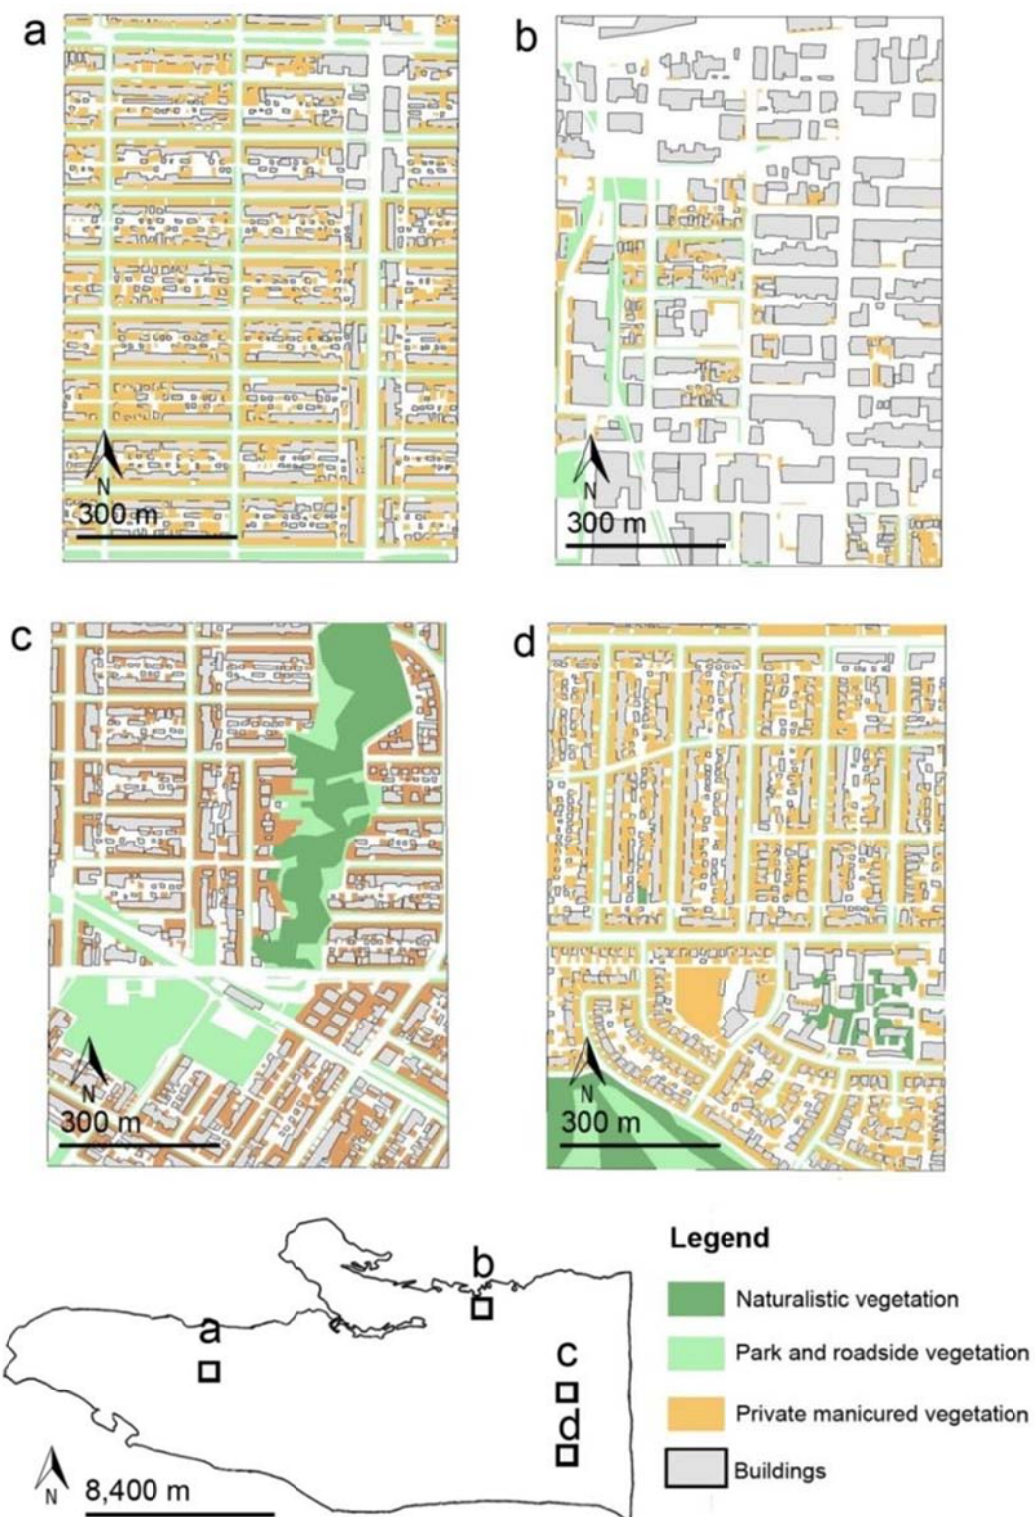 a
b
N
300 m
N
300 m
c
d
N
300 m
N
300 m
b
a
c
d
N
8,400 m
Legend
Naturalistic vegetation
Park and roadside vegetation
Private manicured vegetation
Buildings